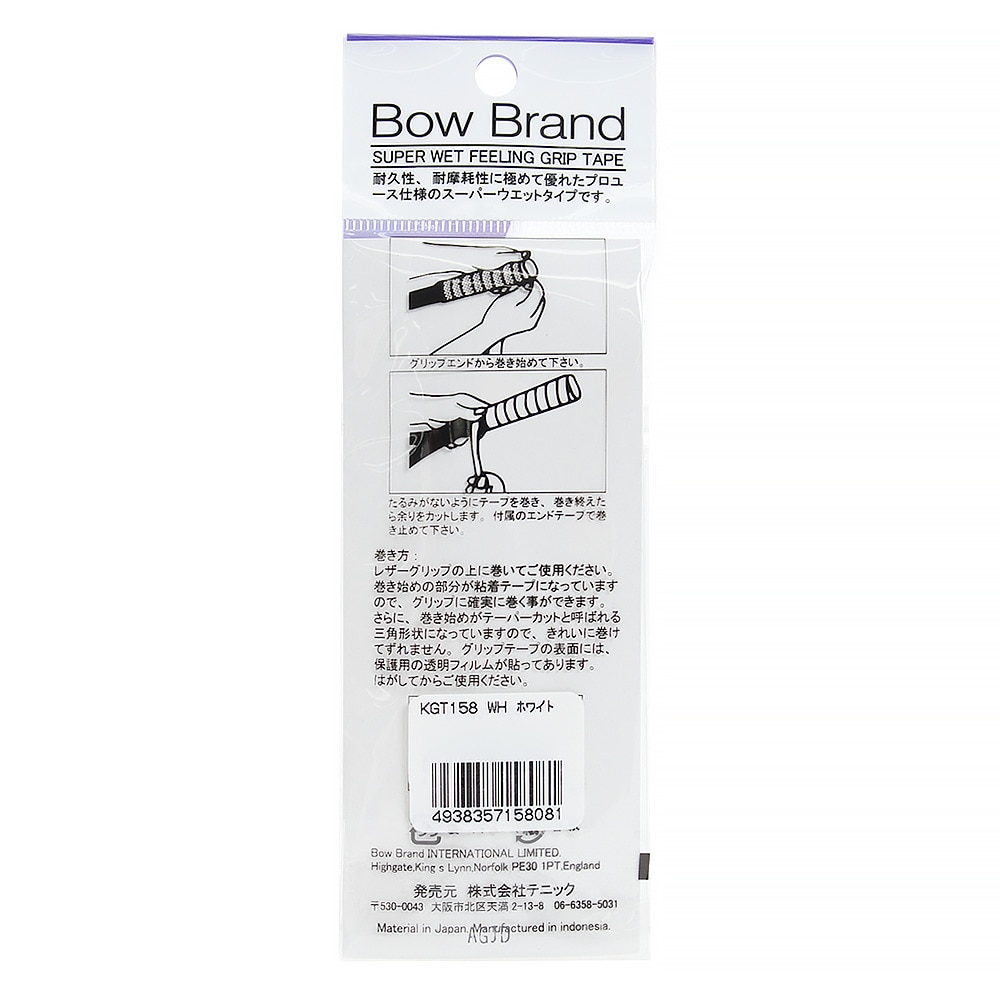 Bow Brand
SUPER WET FEELING GRIP TAPE
耐久性、耐摩耗性に極めて優れたプロユ
ース仕様のスーパーウエットタイプです。
グリップエンドから巻き始めて下さい。
たるみがないようにテープを巻き、巻き終えた
ら余りをカットします。付属のエンドテープで巻
き止めて下さい。
巻き方：
レザーグリップの上に巻いてご使用ください。
巻き始めの部分が粘着テープになっています
ので、グリップに確実に巻く事ができます。
さらに、巻き始めがテーパーカットと呼ばれる
三角形状になっていますので、きれいに巻け
てずれません。グリップテープの表面には、
保護用の透明フィルムが貼ってあります。
はがしてからご使用ください。
KGT158 WH ホワイト
4938357158081
Bow Brand INTERNATIONAL LIMITED.
Highgate,King s Lynn,Norfolk PE30 1PT,England
発売元 株式会社テニック
〒530-0043 大阪市北区天満2-13-8 06-6358-5031
Material in Japan. Manufactured in indonesia.
AGJD